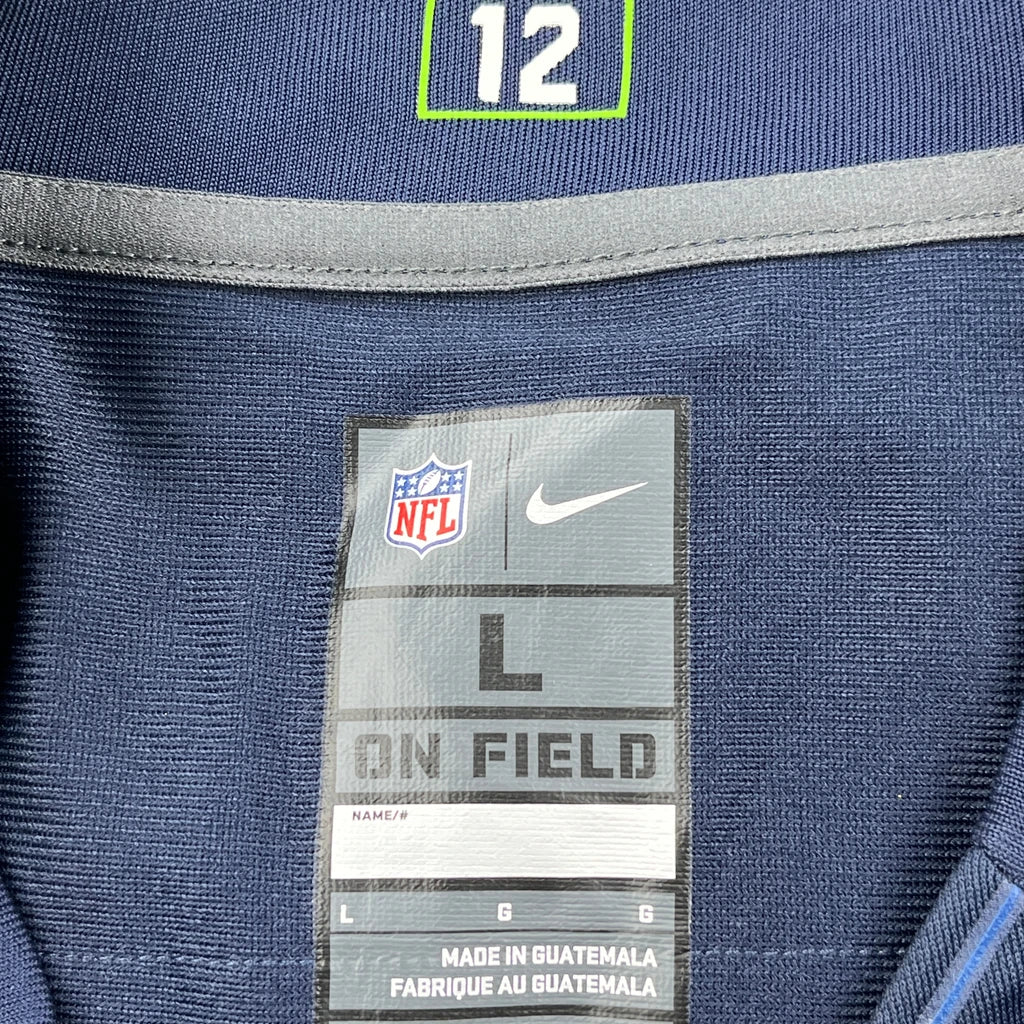 12
NFL
L
ON FIELD
NAME/#
L G G
MADE IN GUATEMALA
FABRIQUE AU GUATEMALA